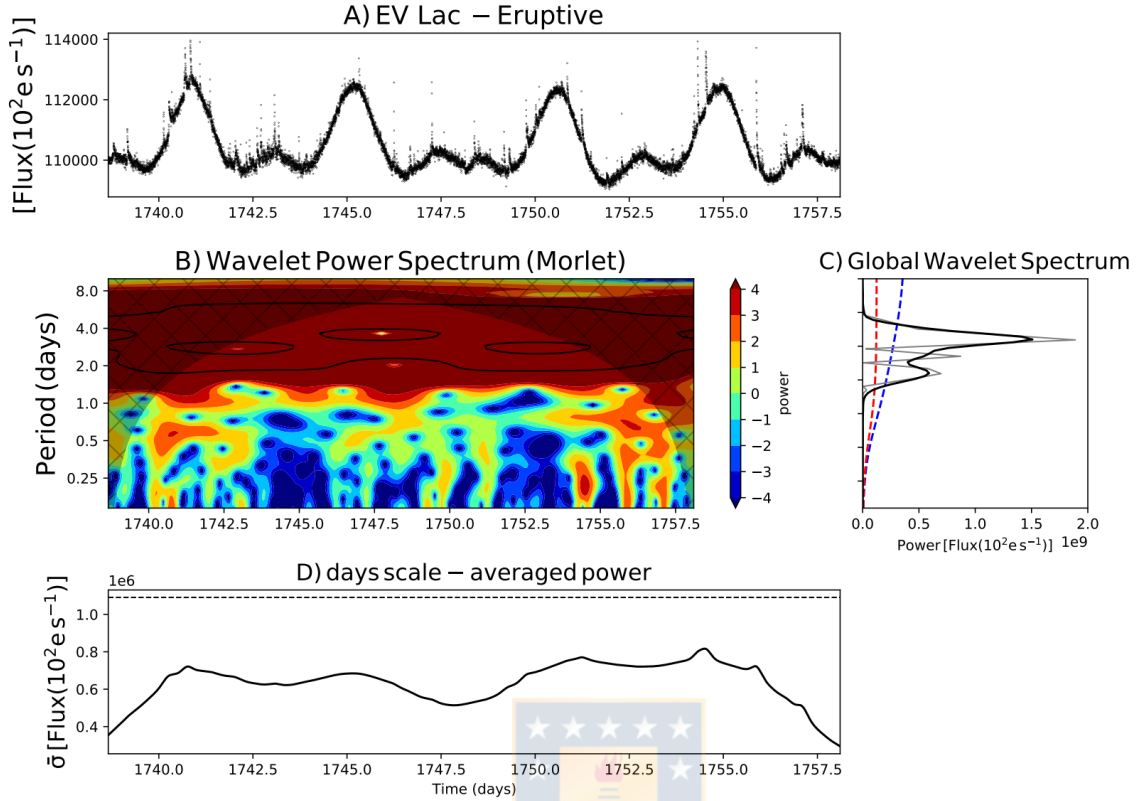 A) EV Lac – Eruptive
[Flux(10²e s⁻¹)]
114000
112000
110000
1740.0 1742.5 1745.0 1747.5 1750.0 1752.5 1755.0 1757.5
B) Wavelet Power Spectrum (Morlet)
Period (days)
8.0
4.0
2.0
1.0
0.5
0.25
1740.0 1742.5 1745.0 1747.5 1750.0 1752.5 1755.0 1757.5
4
3
2
1
0
−1
−2
−3
−4
power
C) Global Wavelet Spectrum
0.0 0.5 1.0 1.5 2.0
Power [Flux(10²e s⁻¹)] 1e9
D) days scale – averaged power
1e6
σ̄ [Flux(10²e s⁻¹)]
1.0
0.8
0.6
0.4
1740.0 1742.5 1745.0 1747.5 1750.0 1752.5 1755.0 1757.5
Time (days)